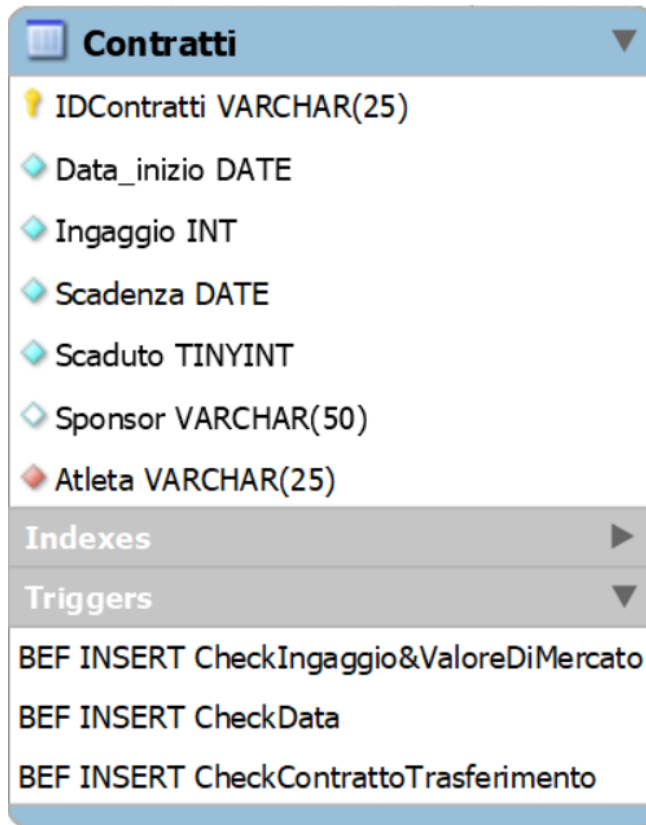 Contratti
IDContratti VARCHAR(25)
Data_inizio DATE
Ingaggio INT
Scadenza DATE
Scaduto TINYINT
Sponsor VARCHAR(50)
Atleta VARCHAR(25)
Indexes
Triggers
BEF INSERT CheckIngaggio&ValoreDiMercato
BEF INSERT CheckData
BEF INSERT CheckContrattoTrasferimento